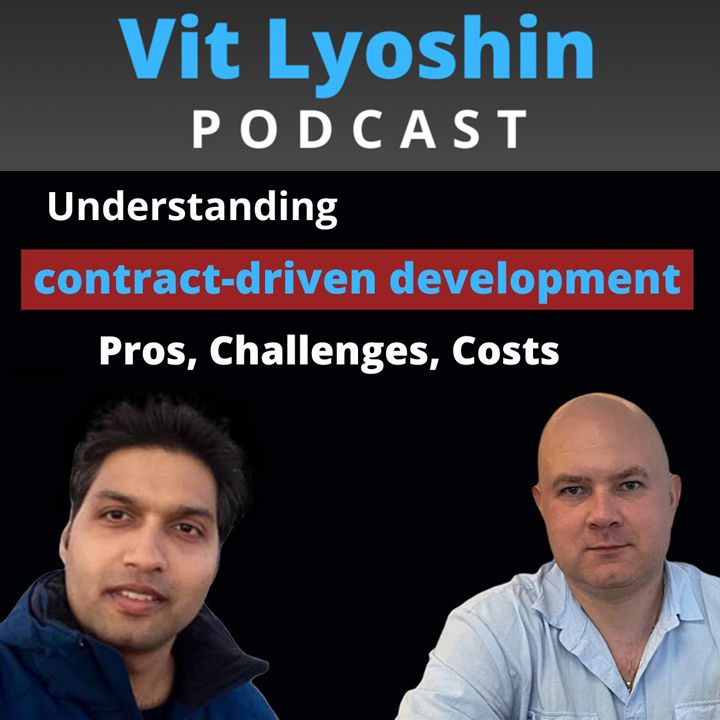 Vit Lyoshin
PODCAST
Understanding
contract-driven development
Pros, Challenges, Costs